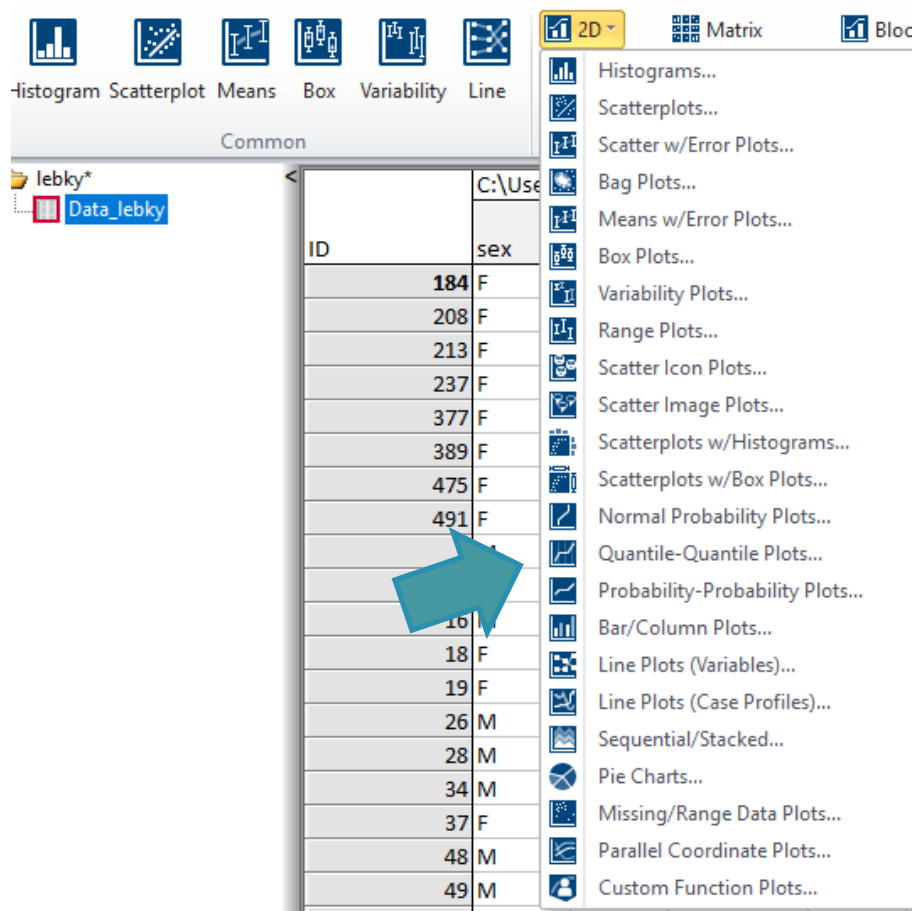 2D
Matrix
Histogram Scatterplot Means Box Variability Line
Common
Histograms...
Scatterplots...
Scatter w/Error Plots...
Bag Plots...
Means w/Error Plots...
Box Plots...
Variability Plots...
Range Plots...
Scatter Icon Plots...
Scatter Image Plots...
Scatterplots w/Histograms...
Scatterplots w/Box Plots...
Normal Probability Plots...
Quantile-Quantile Plots...
Probability-Probability Plots...
Bar/Column Plots...
Line Plots (Variables)...
Line Plots (Case Profiles)...
Sequential/Stacked...
Pie Charts...
Missing/Range Data Plots...
Parallel Coordinate Plots...
Custom Function Plots...
lebky*
Data_lebky
<
C:\Use
ID sex
184 F
208 F
213 F
237 F
377 F
389 F
475 F
491 F
16
18 F
19 F
26 M
28 M
34 M
37 F
48 M
49 M